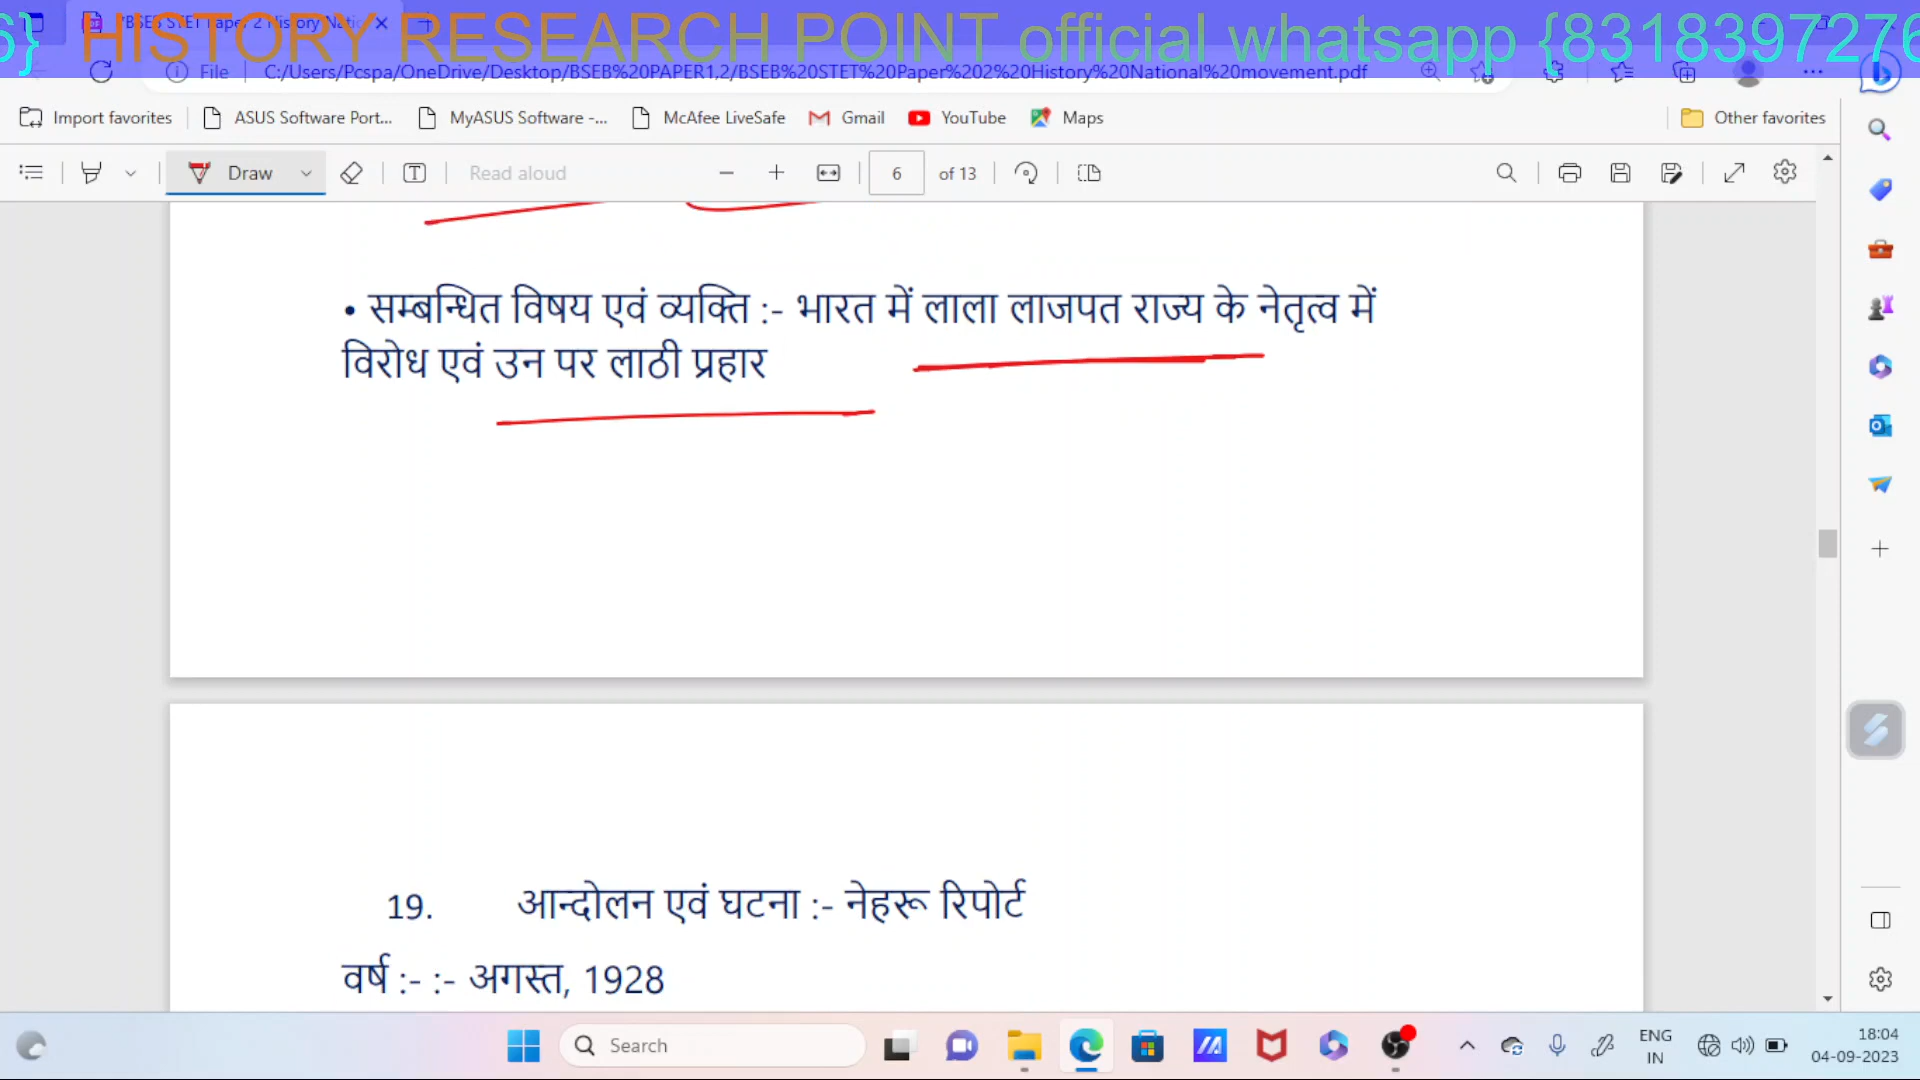 6} HISTORY RESEARCH POINT official whatsapp {8318397276
File C:/Users/Pcspa/OneDrive/Desktop/BSEB%20PAPER1,2/BSEB%20STET%20Paper%202%20History%20National%20movement.pdf
Import favorites ASUS Software Port... MyASUS Software -... McAfee LiveSafe Gmail YouTube Maps Other favorites
Draw Read aloud 6 of 13
• सम्बन्धित विषय एवं व्यक्ति :- भारत में लाला लाजपत राज्य के नेतृत्व में
विरोध एवं उन पर लाठी प्रहार
19. आन्दोलन एवं घटना :- नेहरू रिपोर्ट
वर्ष :- :- अगस्त, 1928
Search ENG 18:04
IN 04-09-2023